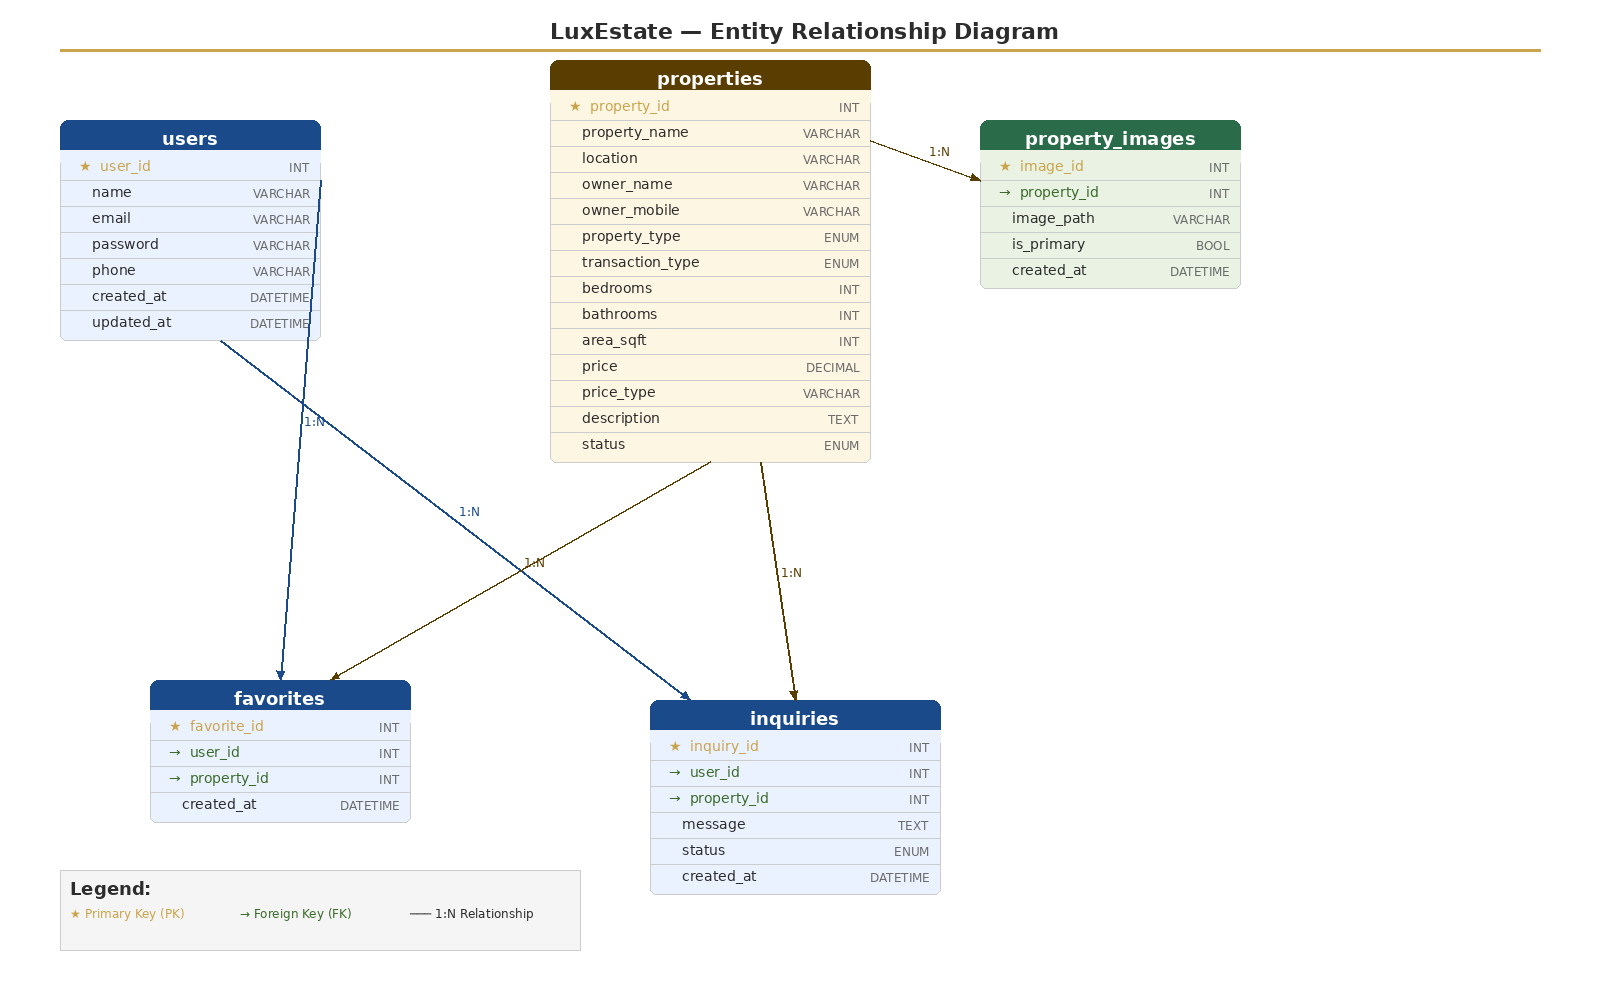 LuxEstate — Entity Relationship Diagram
users
★ user_id INT
name VARCHAR
email VARCHAR
password VARCHAR
phone VARCHAR
created_at DATETIME
updated_at DATETIME
properties
★ property_id INT
property_name VARCHAR
location VARCHAR
owner_name VARCHAR
owner_mobile VARCHAR
property_type ENUM
transaction_type ENUM
bedrooms INT
bathrooms INT
area_sqft INT
price DECIMAL
price_type VARCHAR
description TEXT
status ENUM
1:N
property_images
★ image_id INT
→ property_id INT
image_path VARCHAR
is_primary BOOL
created_at DATETIME
1:N
1:N
1:N
1:N
favorites
★ favorite_id INT
→ user_id INT
→ property_id INT
created_at DATETIME
inquiries
★ inquiry_id INT
→ user_id INT
→ property_id INT
message TEXT
status ENUM
created_at DATETIME
Legend:
★ Primary Key (PK) → Foreign Key (FK) ── 1:N Relationship